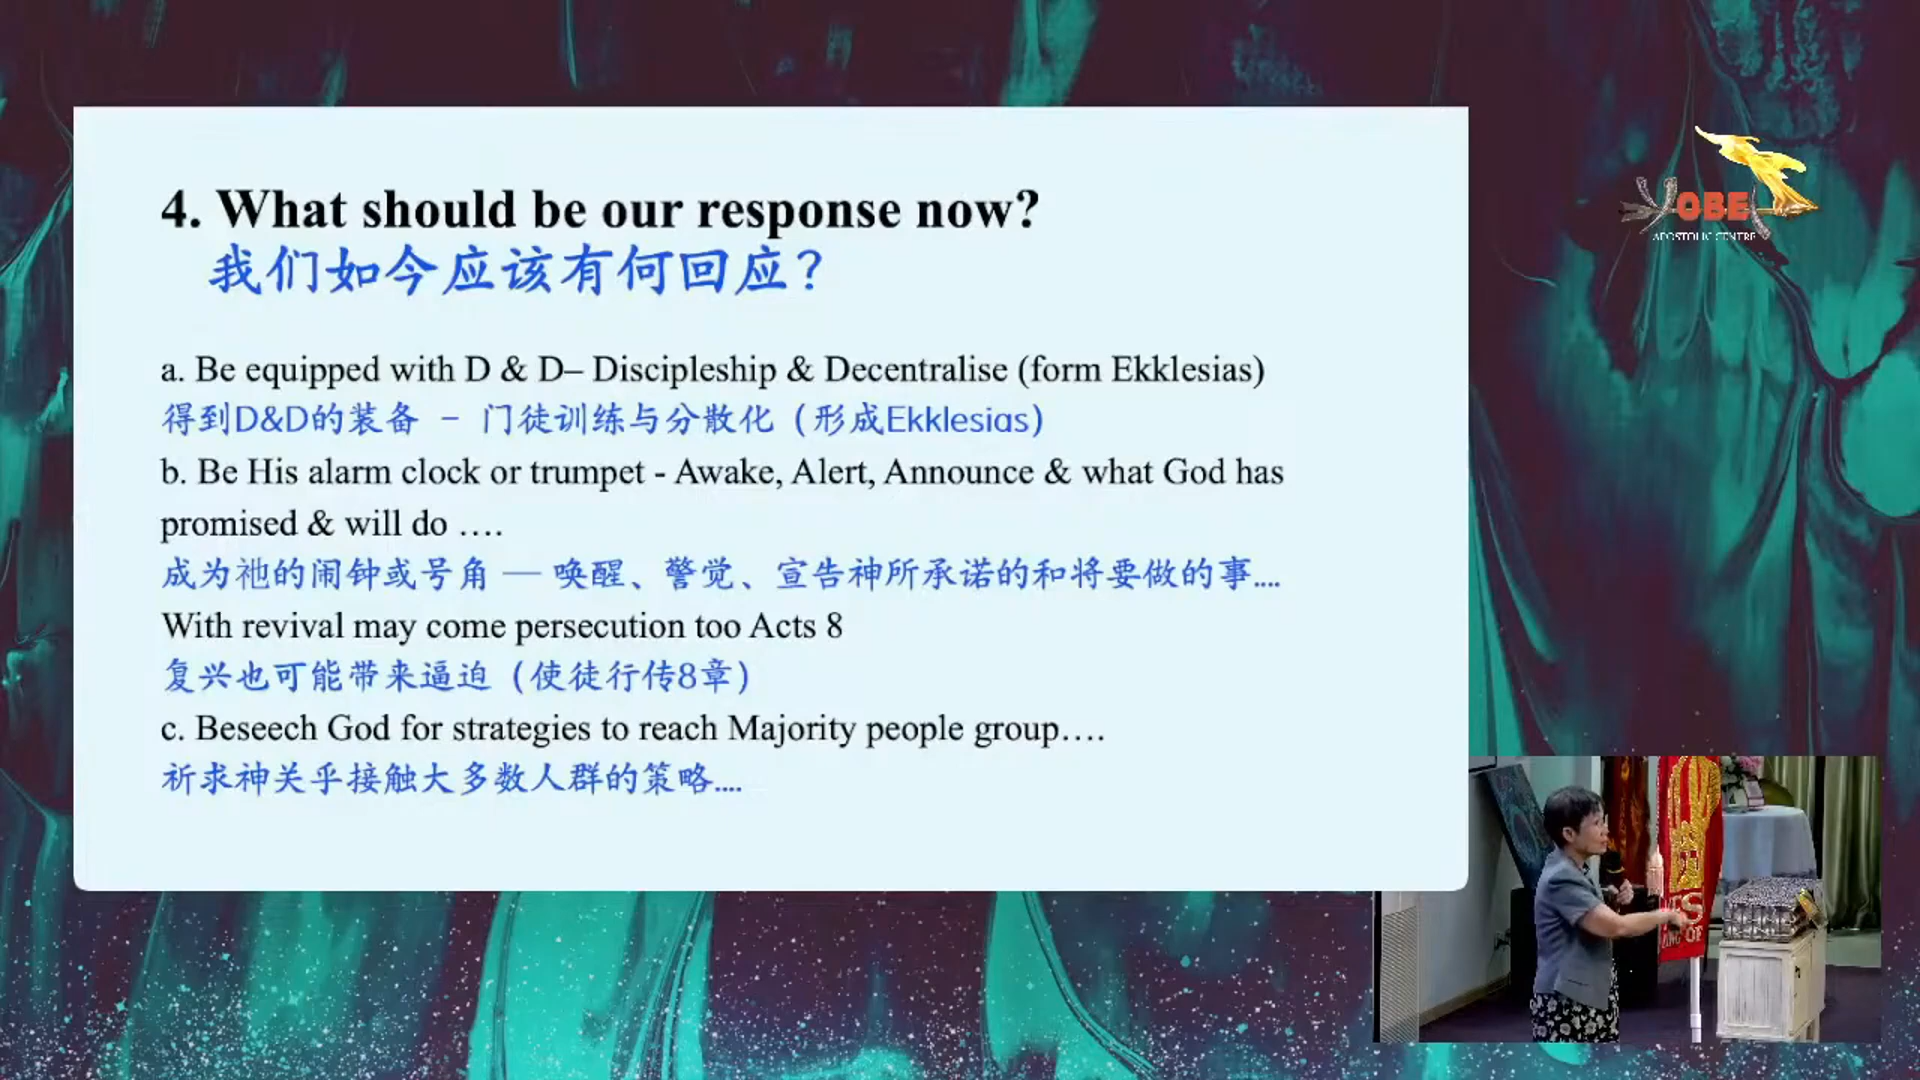 4. What should be our response now?
我们如今应该有何回应?
a. Be equipped with D & D– Discipleship & Decentralise (form Ekklesias)
得到D&D的装备 - 门徒训练与分散化（形成Ekklesias）
b. Be His alarm clock or trumpet - Awake, Alert, Announce & what God has
promised & will do ….
成为祂的闹钟或号角 — 唤醒、警觉、宣告神所承诺的和将要做的事....
With revival may come persecution too Acts 8
复兴也可能带来逼迫（使徒行传8章）
c. Beseech God for strategies to reach Majority people group….
祈求神关乎接触大多数人群的策略....
YOBEL
APOSTOLIC CENTRE